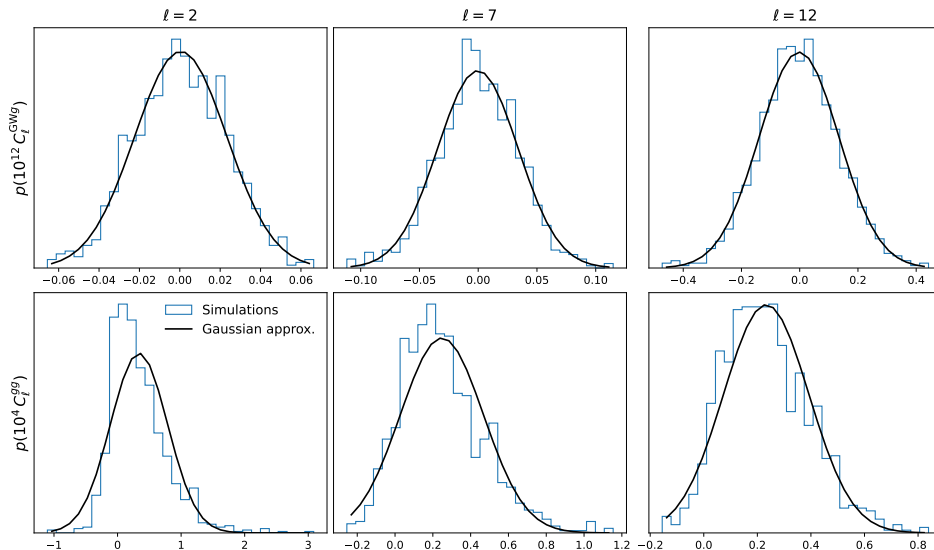 ℓ = 2 ℓ = 7 ℓ = 12
p(10¹² C_ℓ^GWg)
−0.06 −0.04 −0.02 0.00 0.02 0.04 0.06 −0.10 −0.05 0.00 0.05 0.10 −0.4 −0.2 0.0 0.2 0.4
Simulations
Gaussian approx.
p(10⁴ C_ℓ^gg)
−1 0 1 2 3 −0.2 0.0 0.2 0.4 0.6 0.8 1.0 1.2 −0.2 0.0 0.2 0.4 0.6 0.8